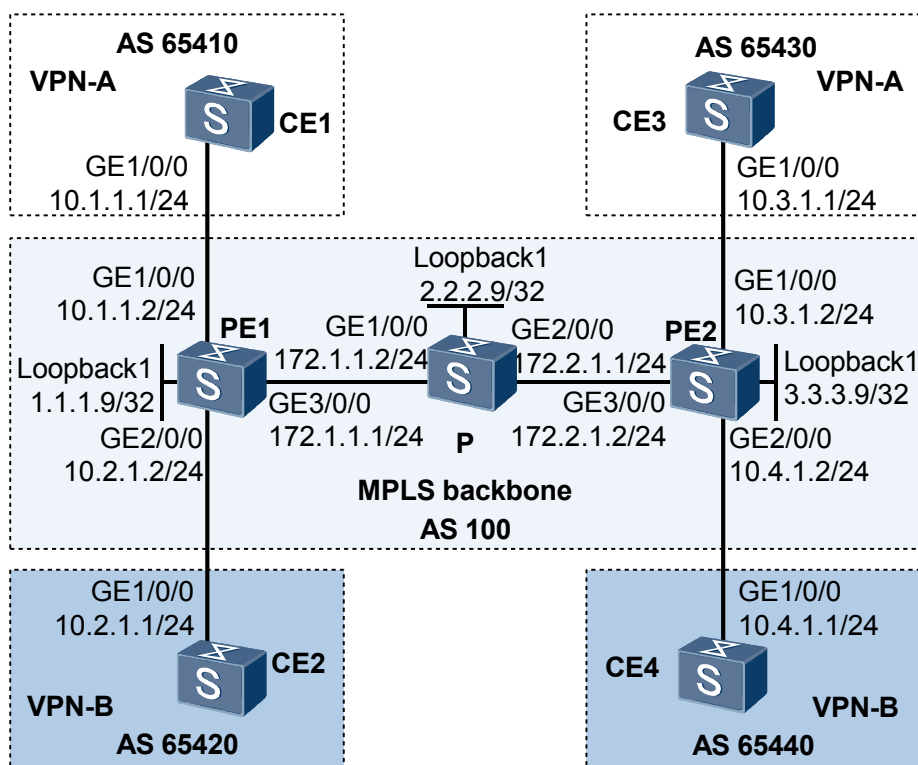 AS 65410
VPN-A
CE1
GE1/0/0
10.1.1.1/24
AS 65430
VPN-A
CE3
GE1/0/0
10.3.1.1/24
GE1/0/0
10.1.1.2/24
PE1
Loopback1
1.1.1.9/32
GE2/0/0
10.2.1.2/24
GE3/0/0
172.1.1.1/24
Loopback1
2.2.2.9/32
GE1/0/0
172.1.1.2/24
P
GE2/0/0
172.2.1.1/24
GE3/0/0
172.2.1.2/24
PE2
GE1/0/0
10.3.1.2/24
Loopback1
3.3.3.9/32
GE2/0/0
10.4.1.2/24
MPLS backbone
AS 100
GE1/0/0
10.2.1.1/24
CE2
VPN-B
AS 65420
GE1/0/0
10.4.1.1/24
CE4
VPN-B
AS 65440
S
S
S
S
S
S
S